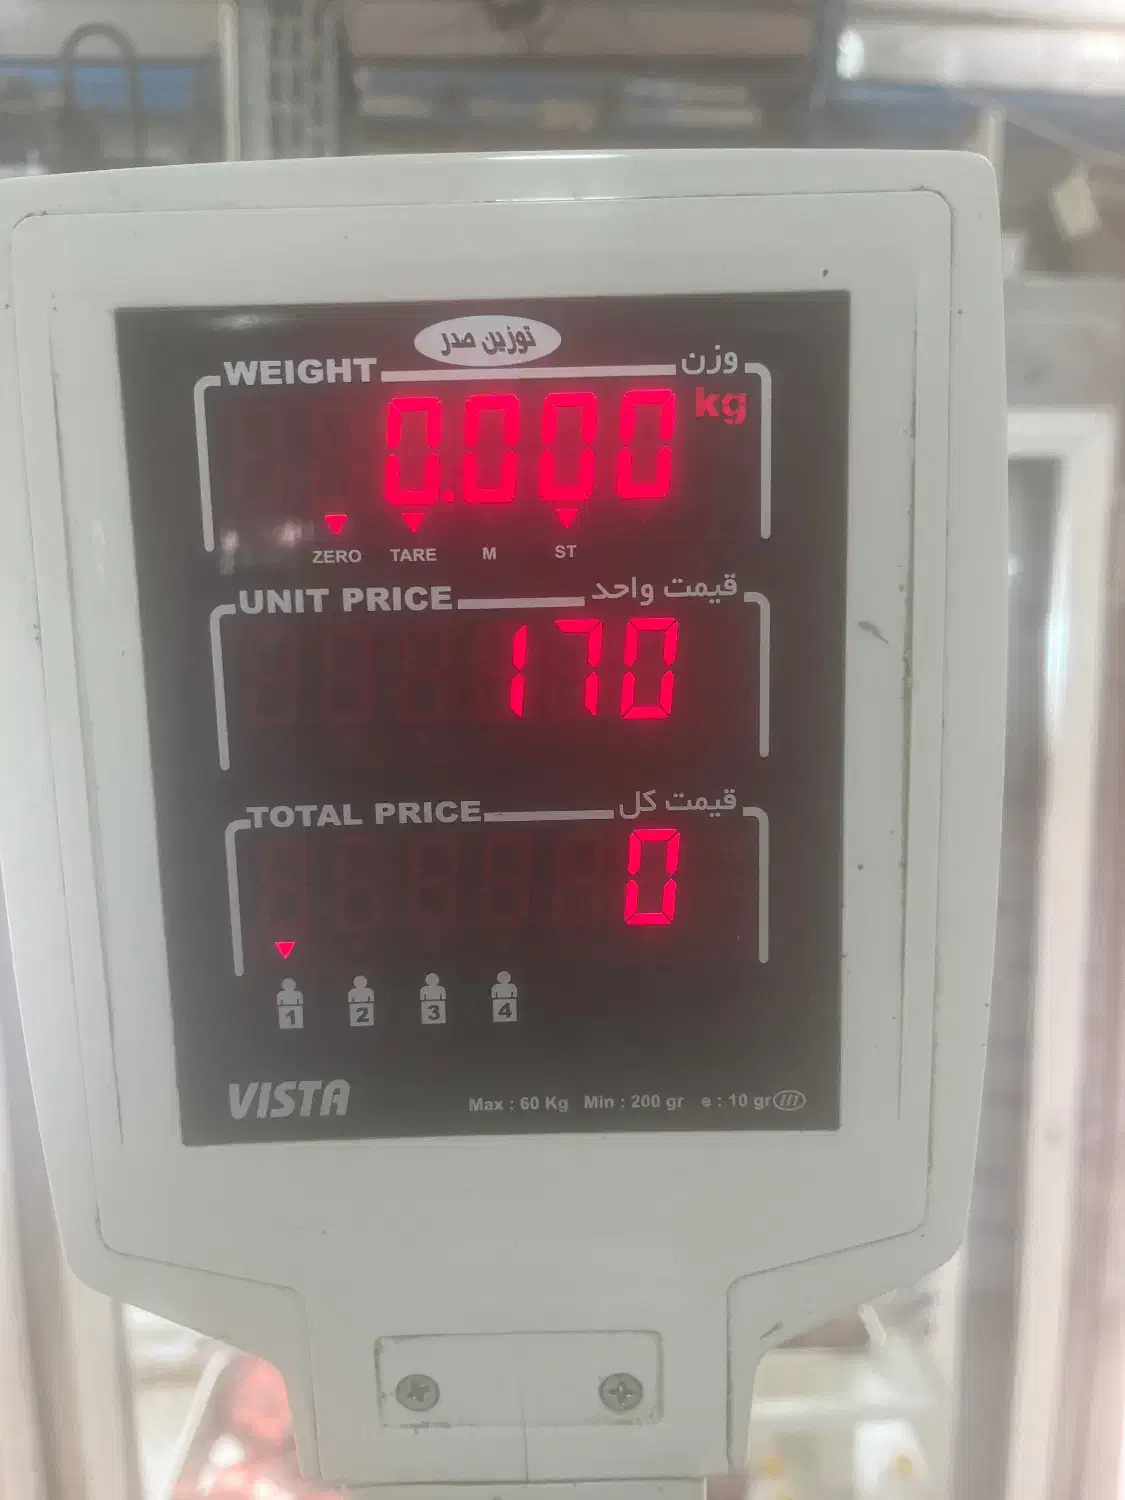 توزین صدر
WEIGHT وزن
0.000 kg
ZERO TARE M ST
UNIT PRICE قیمت واحد
170
TOTAL PRICE قیمت کل
0
1 2 3 4
VISTA Max : 60 Kg Min : 200 gr e : 10 gr III